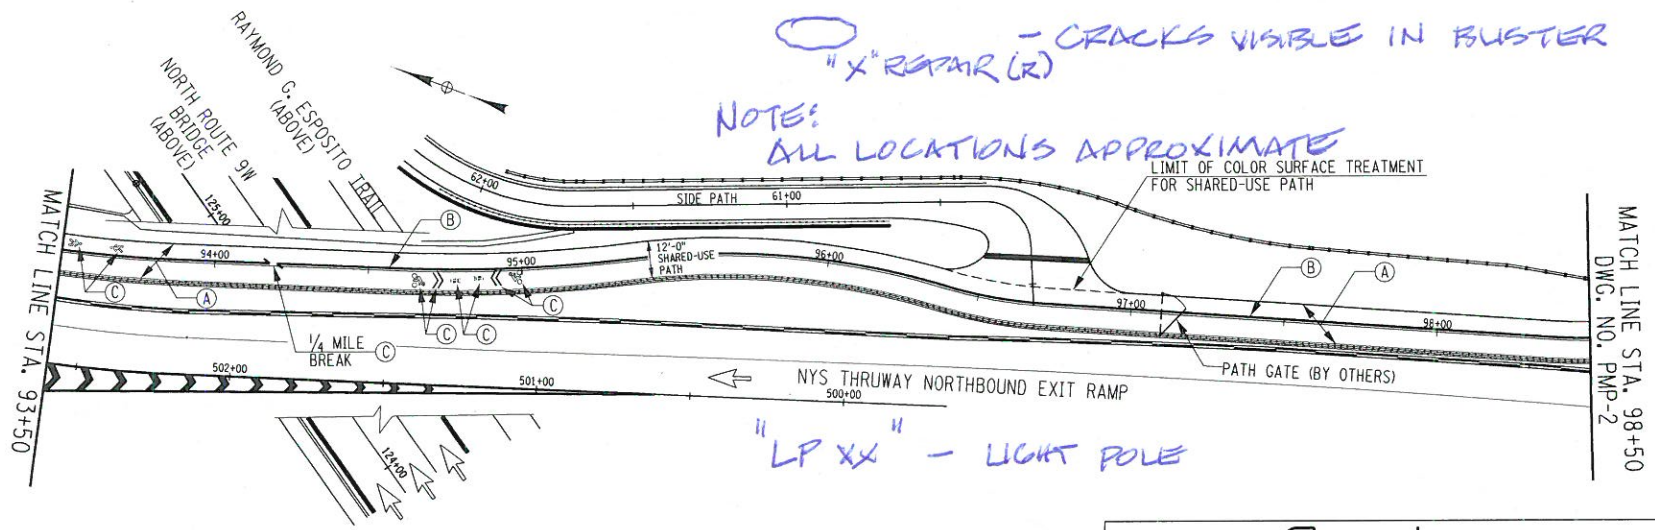 - CRACKS VISIBLE IN BLISTER
"X" REPAIR (R)
NOTE:
ALL LOCATIONS APPROXIMATE
RAYMOND G. ESPOSITO TRAIL
(ABOVE)
NORTH ROUTE 9W
BRIDGE
(ABOVE)
LIMIT OF COLOR SURFACE TREATMENT
FOR SHARED-USE PATH
62+00
SIDE PATH
61+00
125+00
MATCH LINE STA. 93+50
94+00
B
95+00
12'-0"
SHARED-USE
PATH
96+00
97+00
B
A
98+00
C
A
C
C
C
C
1/4 MILE
BREAK
C
PATH GATE (BY OTHERS)
502+00
501+00
NYS THRUWAY NORTHBOUND EXIT RAMP
500+00
124+00
"LP XX" - LIGHT POLE
MATCH LINE STA. 98+50
DWG. NO. PMP-2